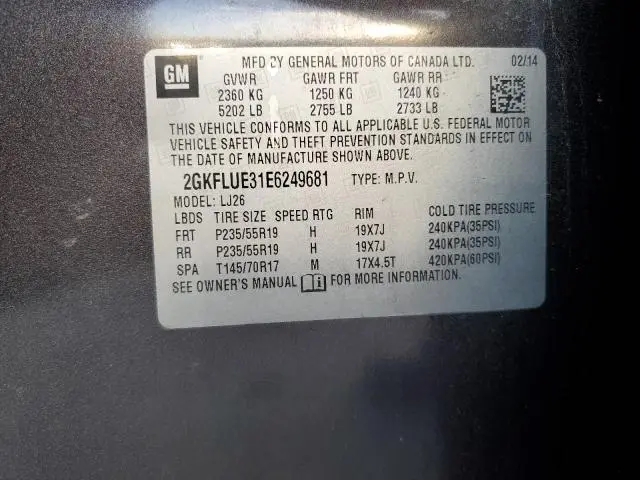 GM
MFD BY GENERAL MOTORS OF CANADA LTD. 02/14
GVWR GAWR FRT GAWR RR
2360 KG 1250 KG 1240 KG
5202 LB 2755 LB 2733 LB
THIS VEHICLE CONFORMS TO ALL APPLICABLE U.S. FEDERAL MOTOR
VEHICLE SAFETY AND THEFT PREVENTION STANDARDS IN EFFECT ON
THE DATE OF MANUFACTURE SHOWN ABOVE.
2GKFLUE31E6249681 TYPE: M.P.V.
MODEL: LJ26
LBDS TIRE SIZE SPEED RTG RIM COLD TIRE PRESSURE
FRT P235/55R19 H 19X7J 240KPA(35PSI)
RR P235/55R19 H 19X7J 240KPA(35PSI)
SPA T145/70R17 M 17X4.5T 420KPA(60PSI)
SEE OWNER'S MANUAL FOR MORE INFORMATION